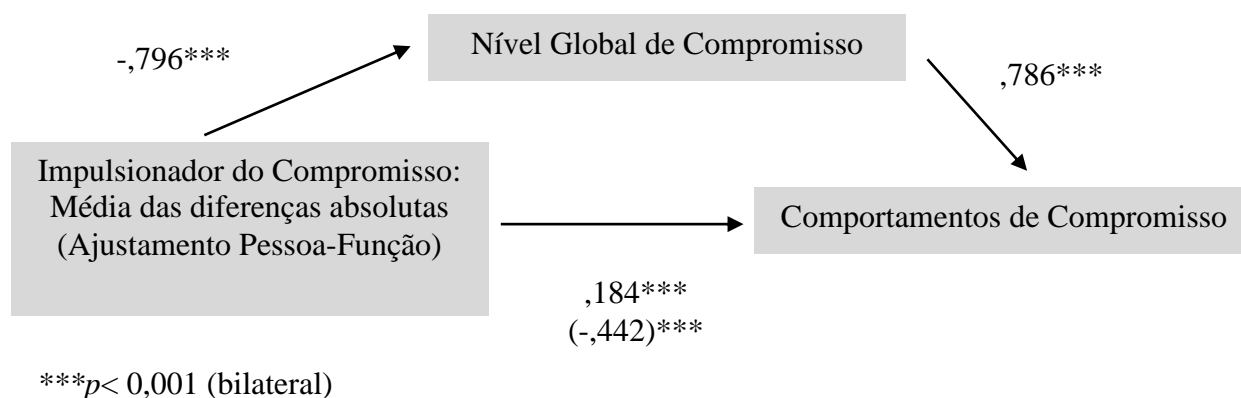 Nível Global de Compromisso
-,796***
,786***
Impulsionador do Compromisso:
Média das diferenças absolutas
(Ajustamento Pessoa-Função)
Comportamentos de Compromisso
,184***
(-,442)***
***p< 0,001 (bilateral)